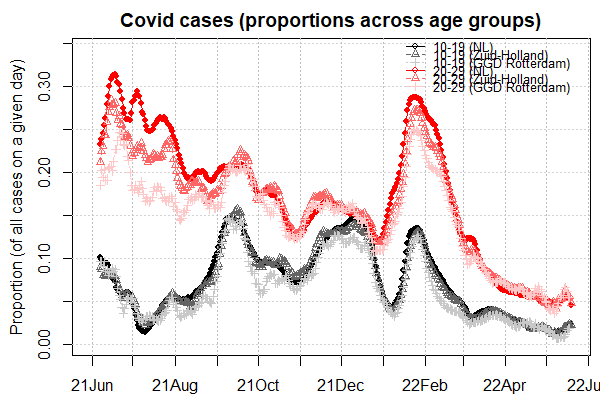 Covid cases (proportions across age groups)
Proportion (of all cases on a given day)
0.30
0.20
0.10
0.00
10-19 (NL)
10-19 (Zuid-Holland)
10-19 (GGD Rotterdam)
20-29 (NL)
20-29 (Zuid-Holland)
20-29 (GGD Rotterdam)
21Jun 21Aug 21Oct 21Dec 22Feb 22Apr 22Ju